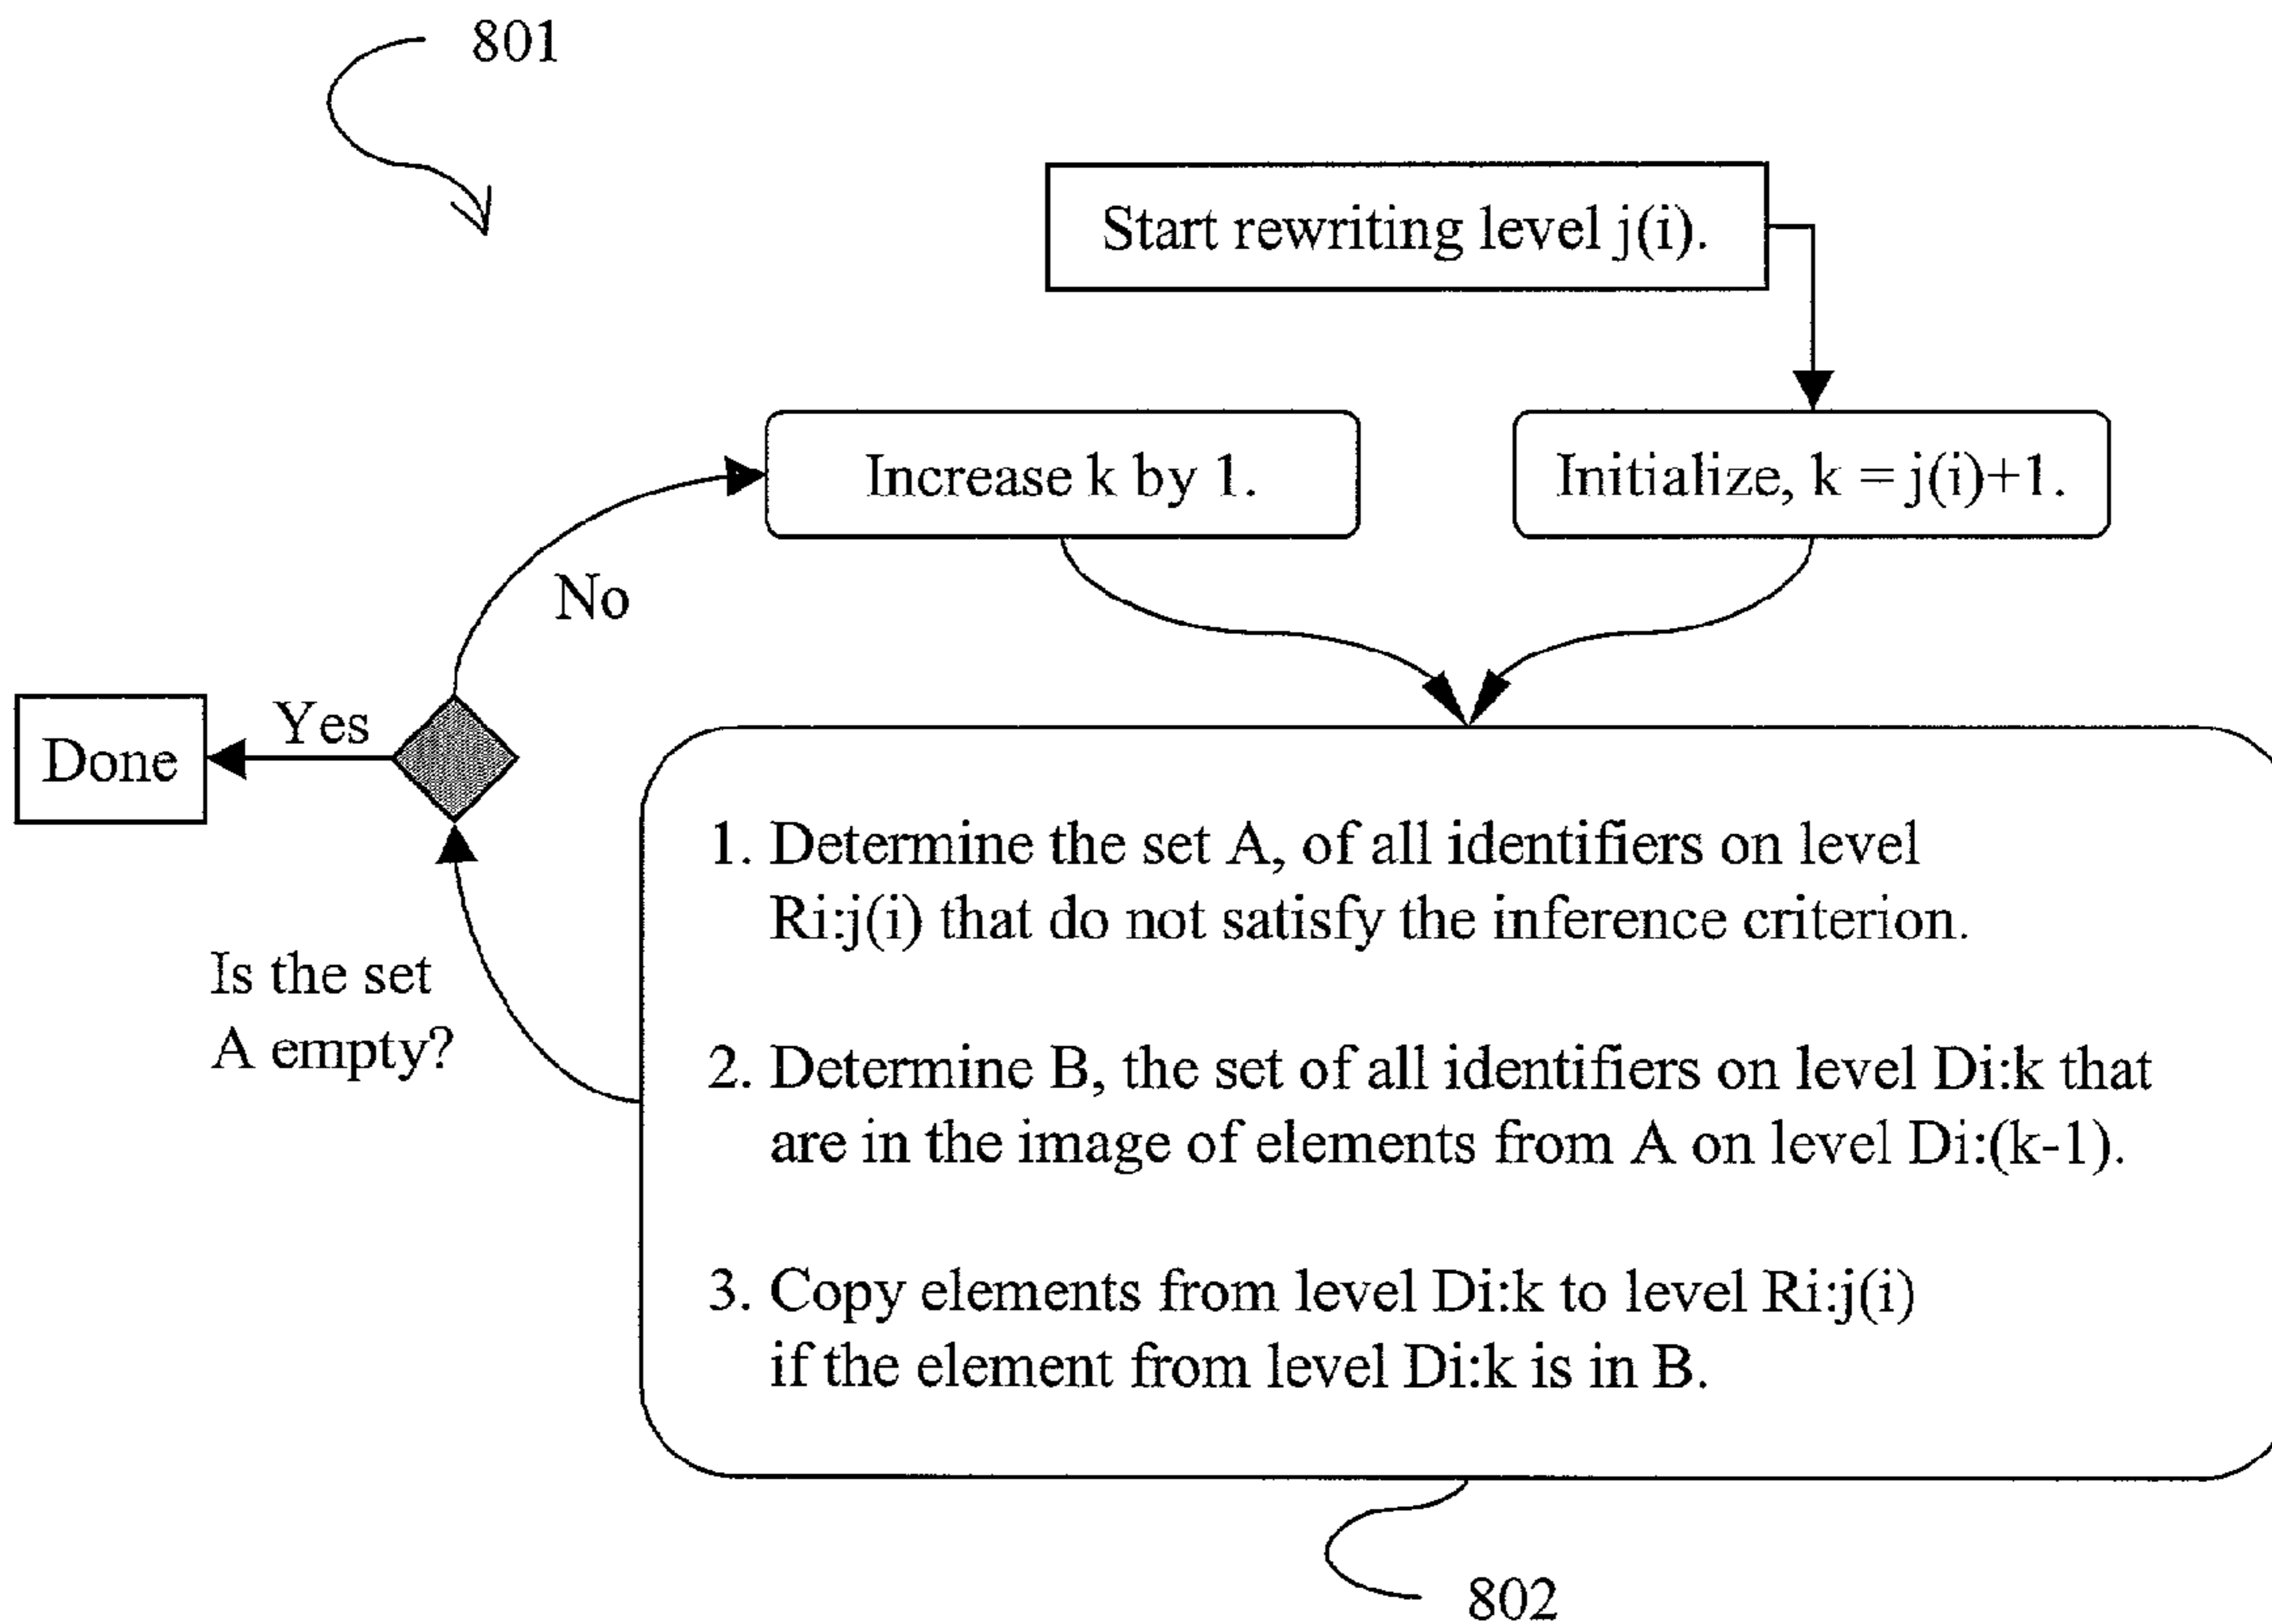 801
Start rewriting level j(i).
Increase k by 1.
Initialize, k = j(i)+1.
No
Yes
Done
Is the set
A empty?
1. Determine the set A, of all identifiers on level
Ri:j(i) that do not satisfy the inference criterion.
2. Determine B, the set of all identifiers on level Di:k that
are in the image of elements from A on level Di:(k-1).
3. Copy elements from level Di:k to level Ri:j(i)
if the element from level Di:k is in B.
802